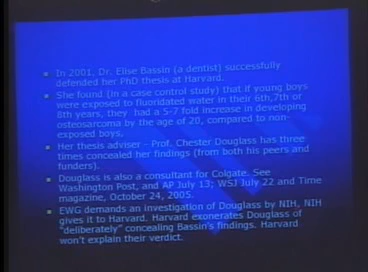 In 2001, Dr. Elise Bassin (a dentist) successfully
defended her PhD thesis at Harvard.
She found (in a case control study) that if young boys
were exposed to fluoridated water in their 6th,7th or
8th years, they had a 5-7 fold increase in developing
osteosarcoma by the age of 20, compared to non-
exposed boys.
Her thesis adviser - Prof. Chester Douglass has three
times concealed her findings (from both his peers and
funders).
Douglass is also a consultant for Colgate. See
Washington Post, and AP July 13; WSJ July 22 and Time
magazine, October 24, 2005.
EWG demands an investigation of Douglass by NIH, NIH
gives it to Harvard. Harvard exonerates Douglass of
"deliberately" concealing Bassin's findings. Harvard
won't explain their verdict.